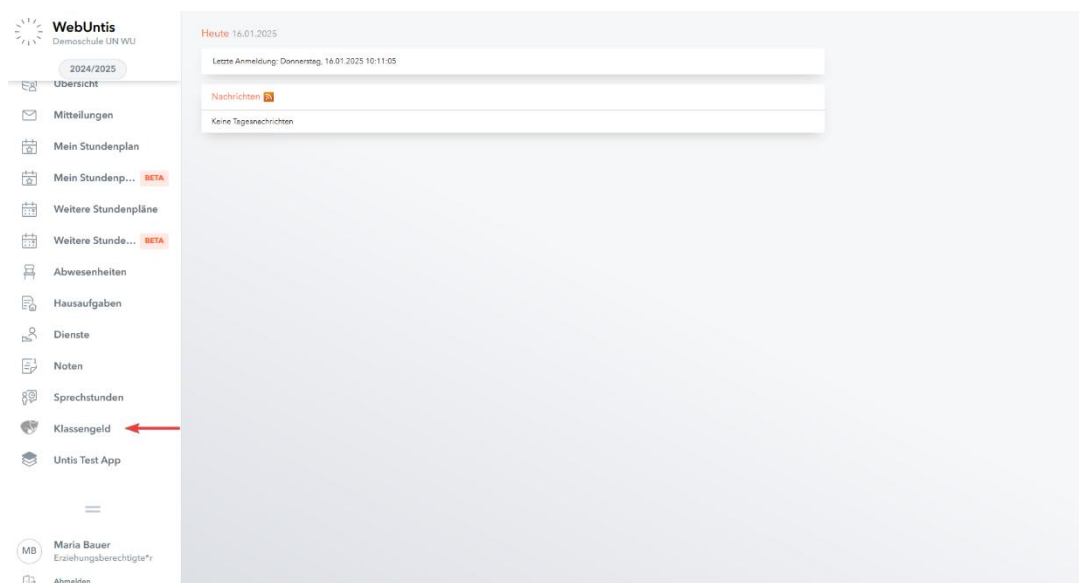 WebUntis
Demoschule UN WU
2024/2025
Übersicht
Mitteilungen
Mein Stundenplan
Mein Stundenp... BETA
Weitere Stundenpläne
Weitere Stunde... BETA
Abwesenheiten
Hausaufgaben
Dienste
Noten
Sprechstunden
Klassengeld
Untis Test App
MB
Maria Bauer
Erziehungsberechtigte*r
Abmelden
Heute 16.01.2025
Letzte Anmeldung: Donnerstag, 16.01.2025 10:11:05
Nachrichten
Keine Tagesnachrichten